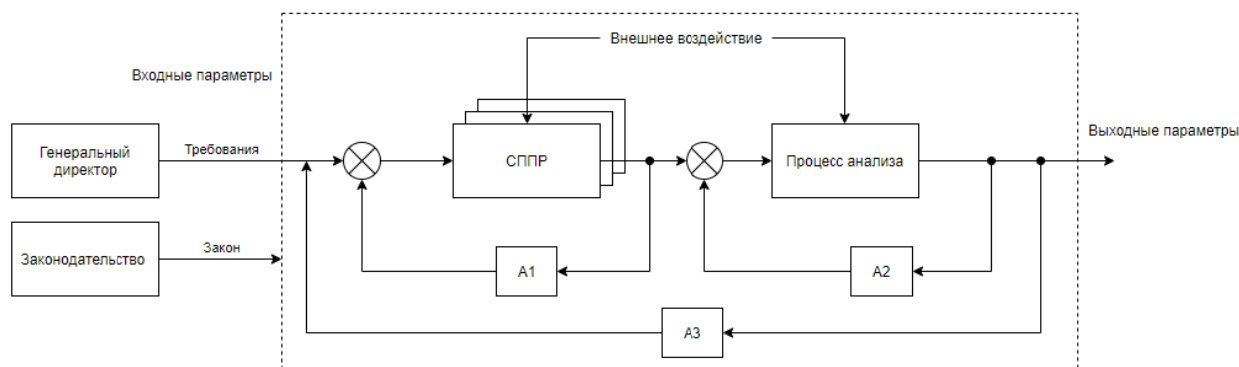 Внешнее воздействие
Входные параметры
Генеральный
директор
Требования
СППР
Процесс анализа
Выходные параметры
Законодательство
Закон
А1
А2
А3